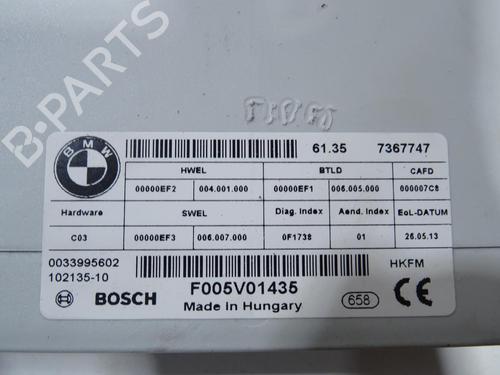 B-PARTS
BMW
61.35 7367747
HWEL BTLD CAFD
00000EF2 004.001.000 00000EF1 006.005.000 000007C8
Hardware SWEL Diag. Index Aend. Index EoL-DATUM
C03 00000EF3 006.007.000 0F1738 01 26.05.13
0033995602 HKFM
102135-10
BOSCH F005V01435 658 CE
Made in Hungary